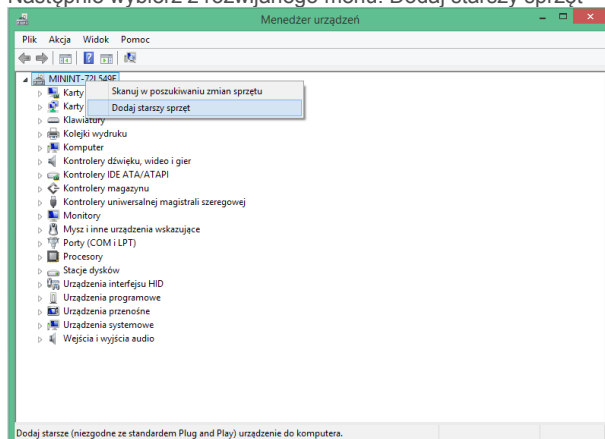 Następnie wybierz z rozwijanego menu: Dodaj starszy sprzęt
Menedżer urządzeń
Plik Akcja Widok Pomoc
MININT-72L549F
Karty
Skanuj w poszukiwaniu zmian sprzętu
Karty
Dodaj starszy sprzęt
Klawiatury
Kolejki wydruku
Komputer
Kontrolery dźwięku, wideo i gier
Kontrolery IDE ATA/ATAPI
Kontrolery magazynu
Kontrolery uniwersalnej magistrali szeregowej
Monitory
Mysz i inne urządzenia wskazujące
Porty (COM i LPT)
Procesory
Stacje dysków
Urządzenia interfejsu HID
Urządzenia programowe
Urządzenia przenośne
Urządzenia systemowe
Wejścia i wyjścia audio
Dodaj starsze (niezgodne ze standardem Plug and Play) urządzenie do komputera.